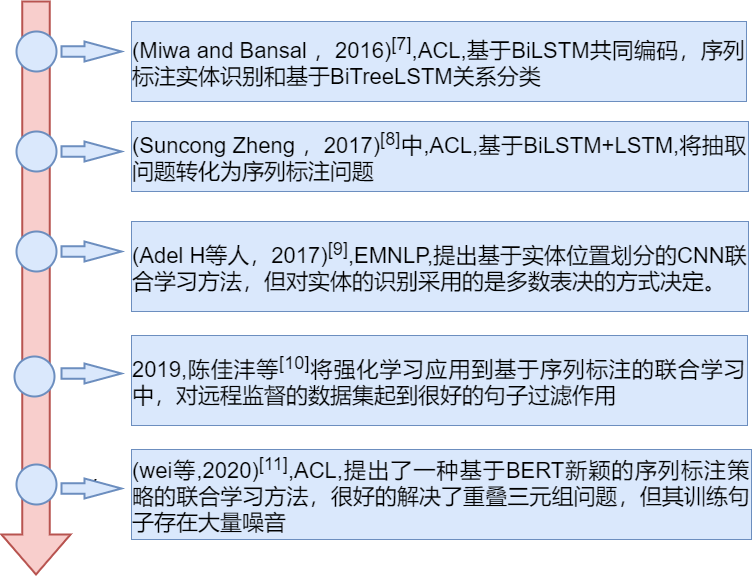 (Miwa and Bansal ，2016)[7],ACL,基于BiLSTM共同编码，序列
标注实体识别和基于BiTreeLSTM关系分类
(Suncong Zheng ，2017)[8]中,ACL,基于BiLSTM+LSTM,将抽取
问题转化为序列标注问题
(Adel H等人，2017)[9],EMNLP,提出基于实体位置划分的CNN联
合学习方法，但对实体的识别采用的是多数表决的方式决定。
2019,陈佳沣等[10]将强化学习应用到基于序列标注的联合学习
中，对远程监督的数据集起到很好的句子过滤作用
(wei等,2020)[11],ACL,提出了一种基于BERT新颖的序列标注策
略的联合学习方法，很好的解决了重叠三元组问题，但其训练句
子存在大量噪音